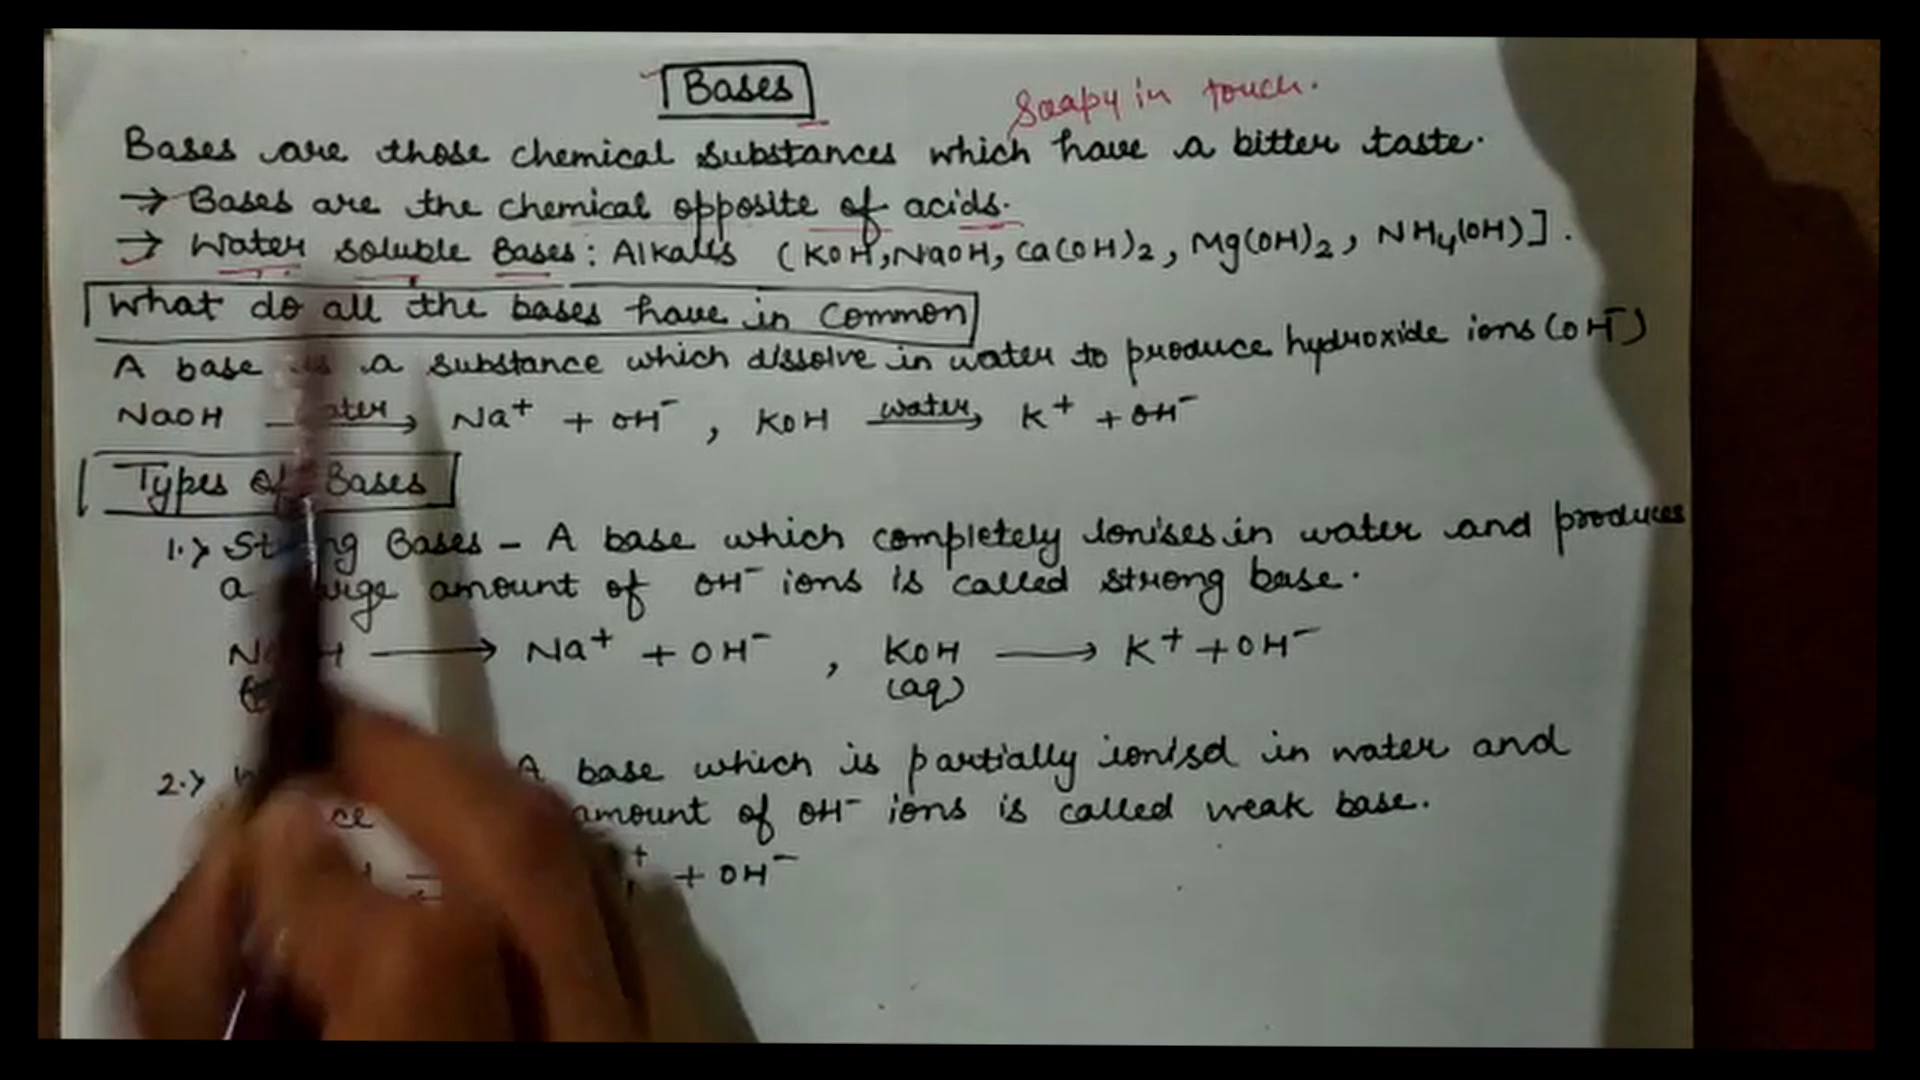 Bases
Soapy in touch.
Bases are those chemical substances which have a bitter taste.
→ Bases are the chemical opposite of acids.
→ Water soluble Bases: Alkalis (KOH, NaOH, Ca(OH)2, Mg(OH)2, NH4(OH)].
What do all the bases have in common
A base is a substance which dissolve in water to produce hydroxide ions (OH⁻)
NaOH → Na⁺ + OH⁻, KOH water→ K⁺ + OH⁻
Types of Bases
1.> Bases - A base which completely Ionises in water and produces
a amount of OH⁻ ions is called strong base.
→ Na⁺ + OH⁻, KOH → K⁺ + OH⁻
(aq)
2.> A base which is partially ionisd in water and
amount of OH⁻ ions is called weak base.
+ OH⁻